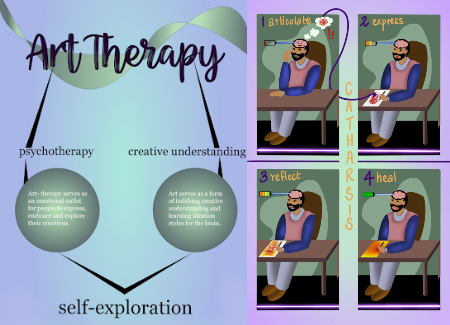 Art Therapy
psychotherapy
creative understanding
Art- therapy serves as
an emotional outlet
for people to express,
embrace and explore
their emotions.
Art serves as a form
of imbibing creative
understanding and
learning ideation
styles for the brain.
self-exploration
1 articulate
2 express
CATHARSIS
3 reflect
4 heal